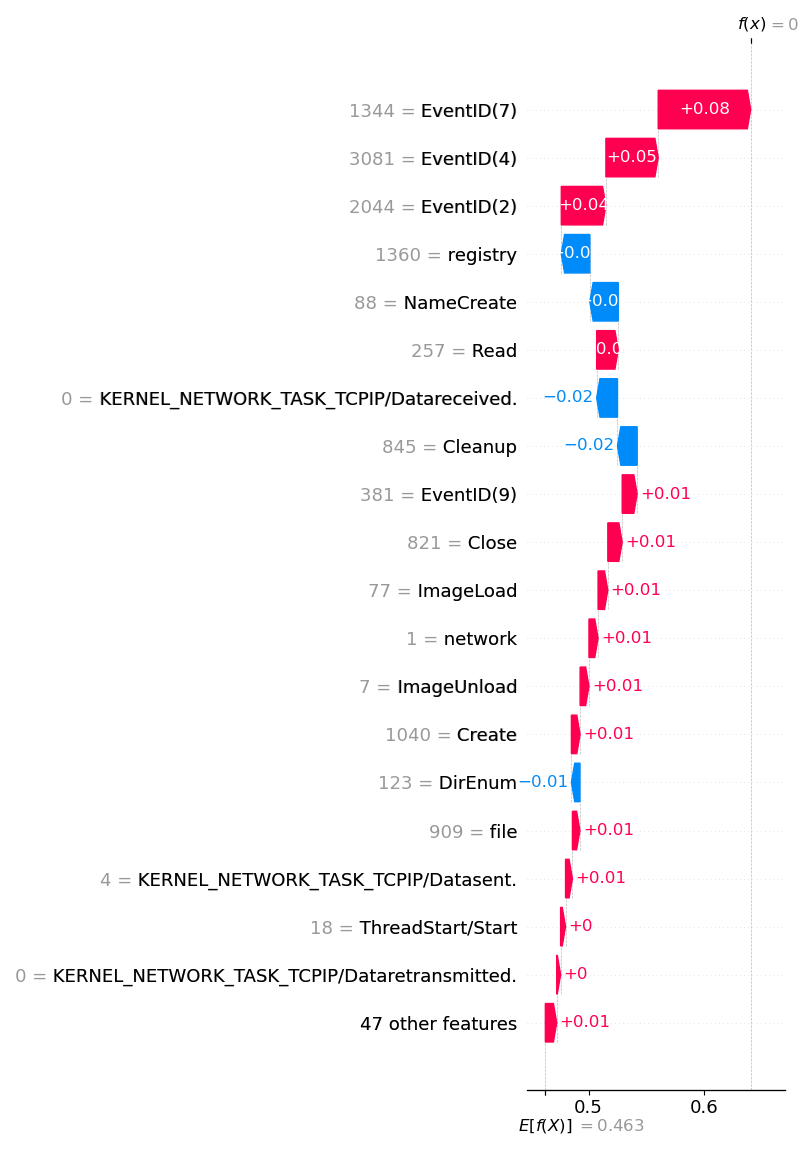 f(x) = 0
1344 = EventID(7)
+0.08
3081 = EventID(4)
+0.05
2044 = EventID(2)
+0.04
1360 = registry
88 = NameCreate
257 = Read
0 = KERNEL_NETWORK_TASK_TCPIP/Datareceived.
−0.02
845 = Cleanup
−0.02
381 = EventID(9)
+0.01
821 = Close
+0.01
77 = ImageLoad
+0.01
1 = network
+0.01
7 = ImageUnload
+0.01
1040 = Create
+0.01
123 = DirEnum
−0.01
909 = file
+0.01
4 = KERNEL_NETWORK_TASK_TCPIP/Datasent.
+0.01
18 = ThreadStart/Start
+0
0 = KERNEL_NETWORK_TASK_TCPIP/Dataretransmitted.
+0
47 other features
+0.01
0.5
0.6
E[f(X)] = 0.463